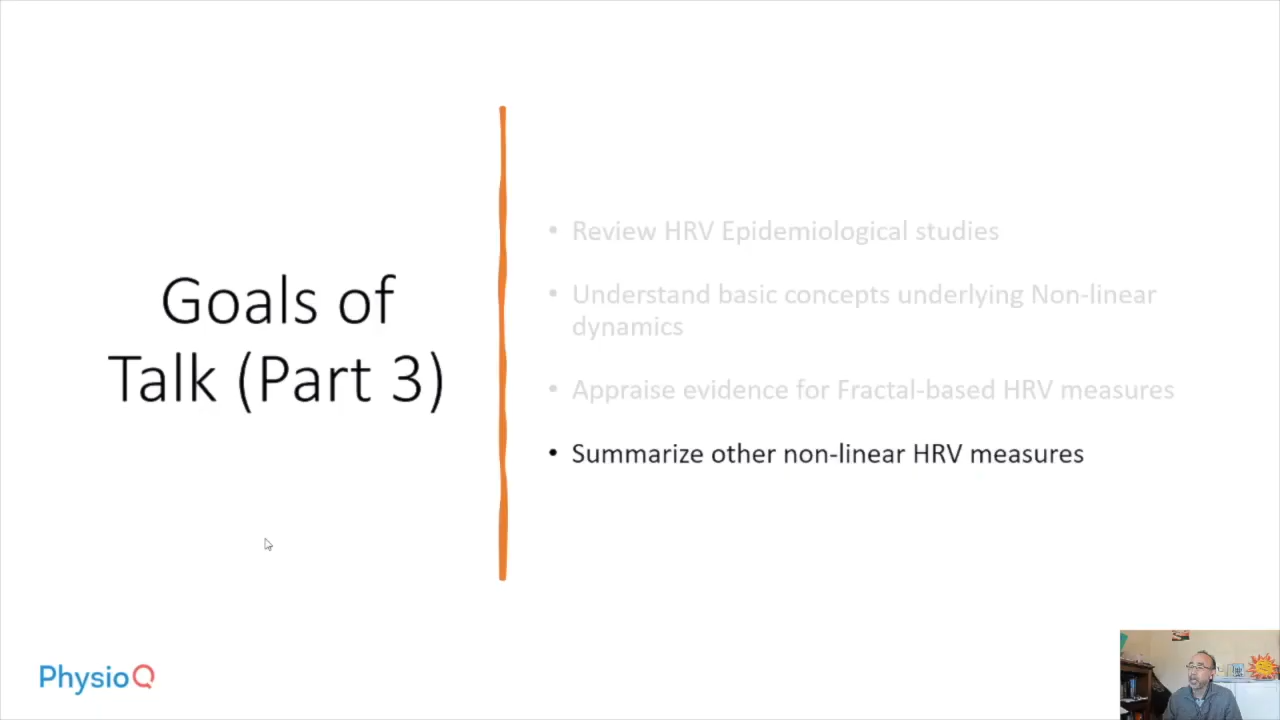 Goals of
Talk (Part 3)
• Review HRV Epidemiological studies
• Understand basic concepts underlying Non-linear
dynamics
• Appraise evidence for Fractal-based HRV measures
• Summarize other non-linear HRV measures
PhysioQ